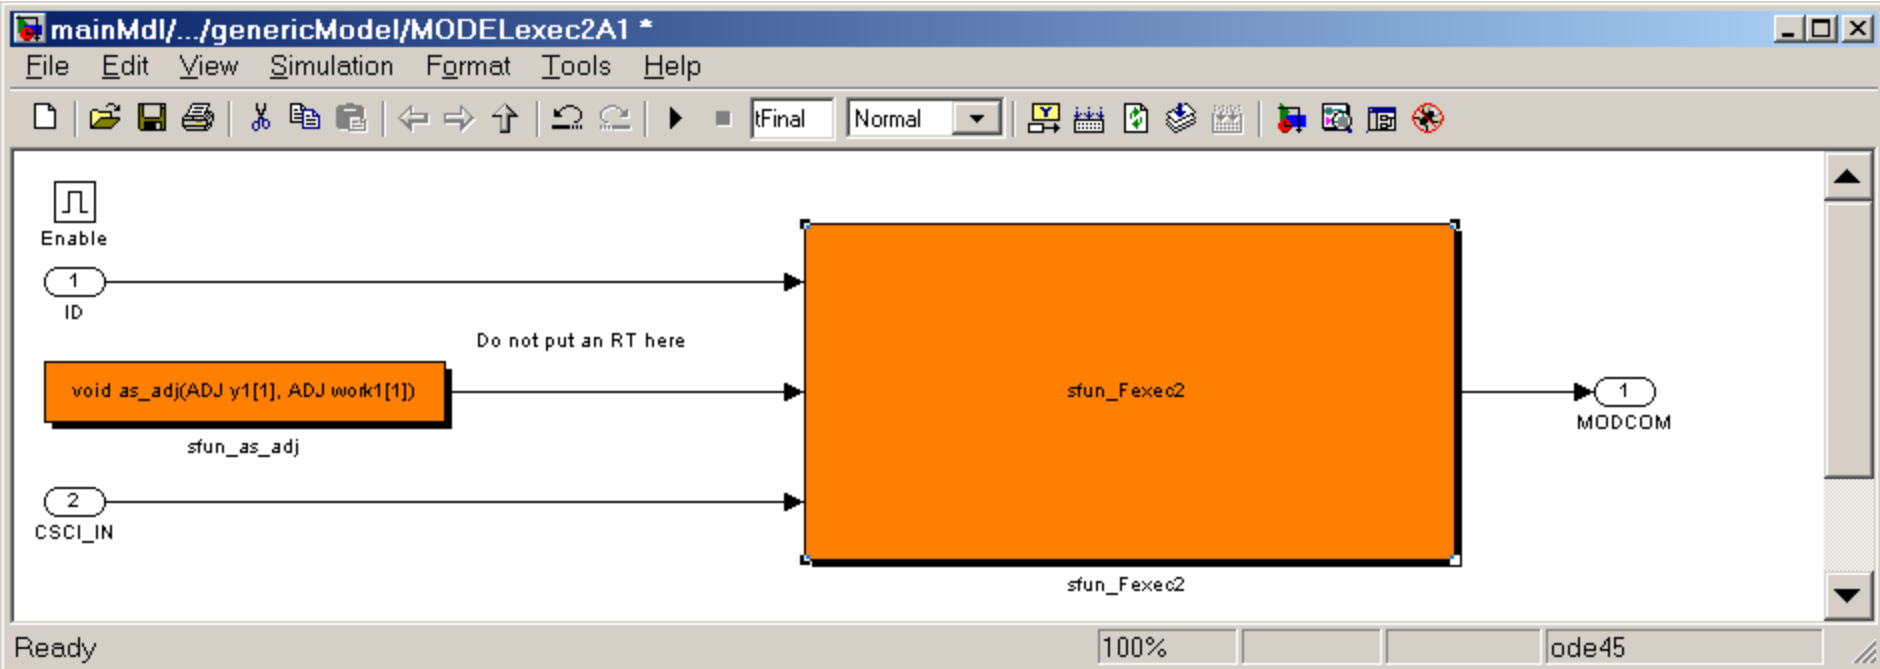 mainMdl/.../genericModel/MODELexec2A1 *
File Edit View Simulation Format Tools Help
tFinal Normal
Enable
1
ID
Do not put an RT here
void as_adj(ADJ y1[1], ADJ work1[1])
sfun_as_adj
sfun_Fexec2
1
MODCOM
2
CSCI_IN
sfun_Fexec2
Ready 100% ode45